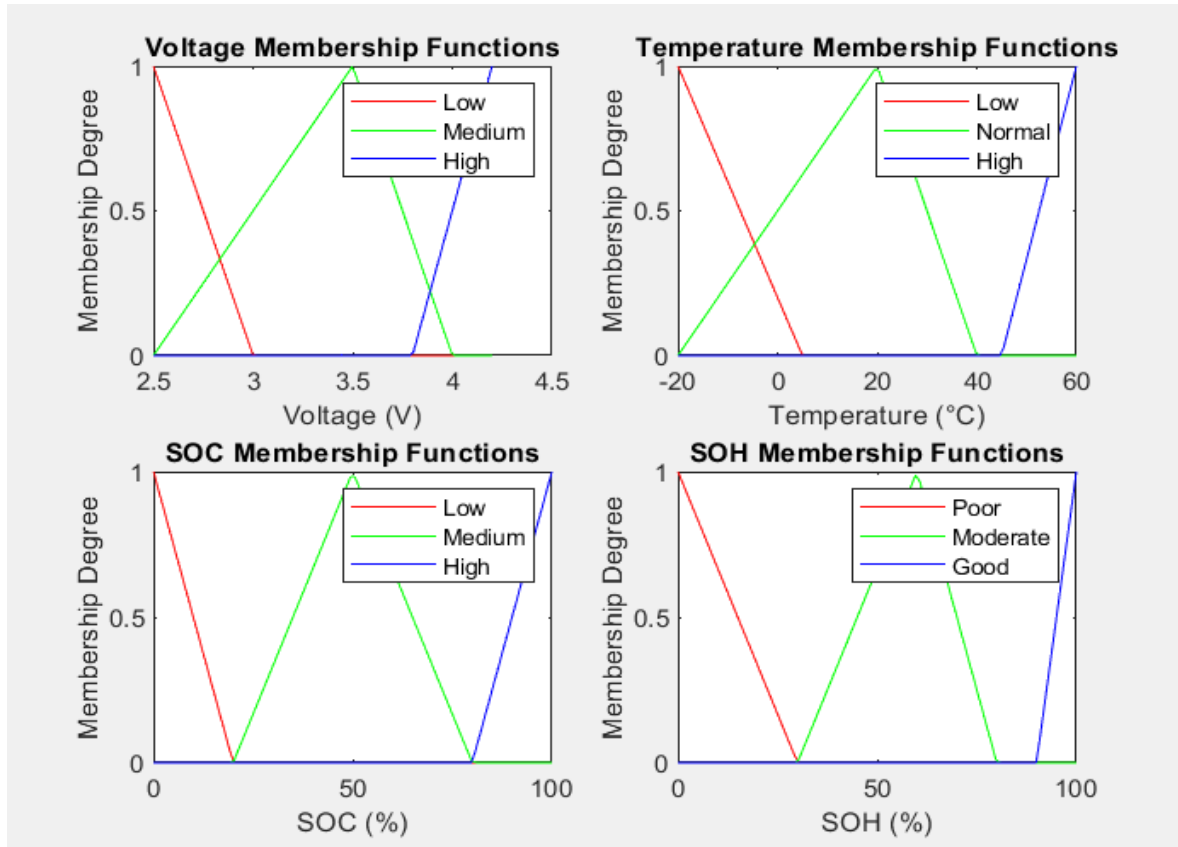 Voltage Membership Functions
Membership Degree
1
0.5
0
Low
Medium
High
2.5 3 3.5 4 4.5
Voltage (V)
Temperature Membership Functions
Membership Degree
1
0.5
0
Low
Normal
High
-20 0 20 40 60
Temperature (°C)
SOC Membership Functions
Membership Degree
1
0.5
0
Low
Medium
High
0 50 100
SOC (%)
SOH Membership Functions
Membership Degree
1
0.5
0
Poor
Moderate
Good
0 50 100
SOH (%)